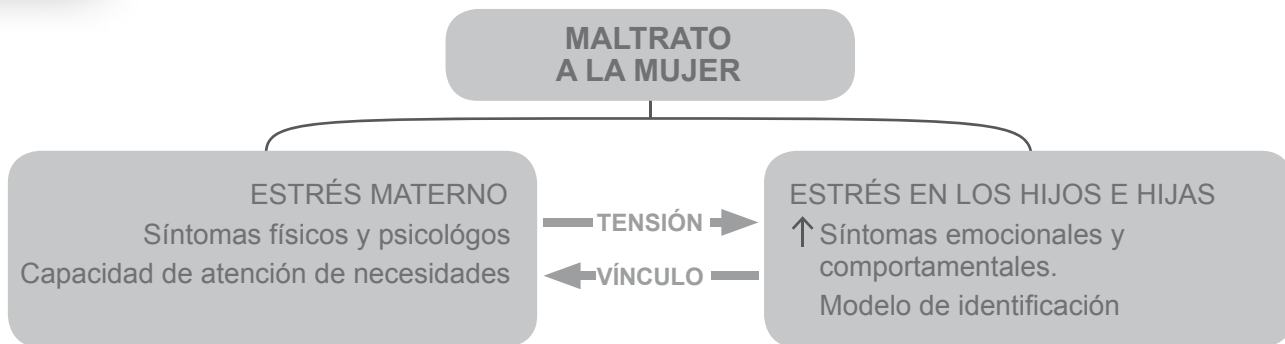 MALTRATO
A LA MUJER
ESTRÉS MATERNO
Síntomas físicos y psicológos
Capacidad de atención de necesidades
TENSIÓN
VÍNCULO
ESTRÉS EN LOS HIJOS E HIJAS
↑ Síntomas emocionales y
comportamentales.
Modelo de identificación